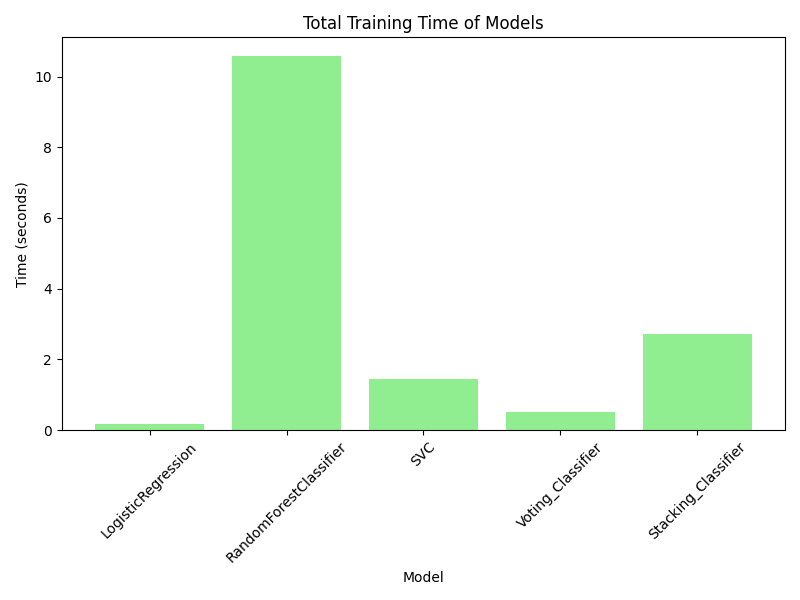 Total Training Time of Models
Time (seconds)
10
8
6
4
2
0
LogisticRegression
RandomForestClassifier
SVC
Voting_Classifier
Stacking_Classifier
Model